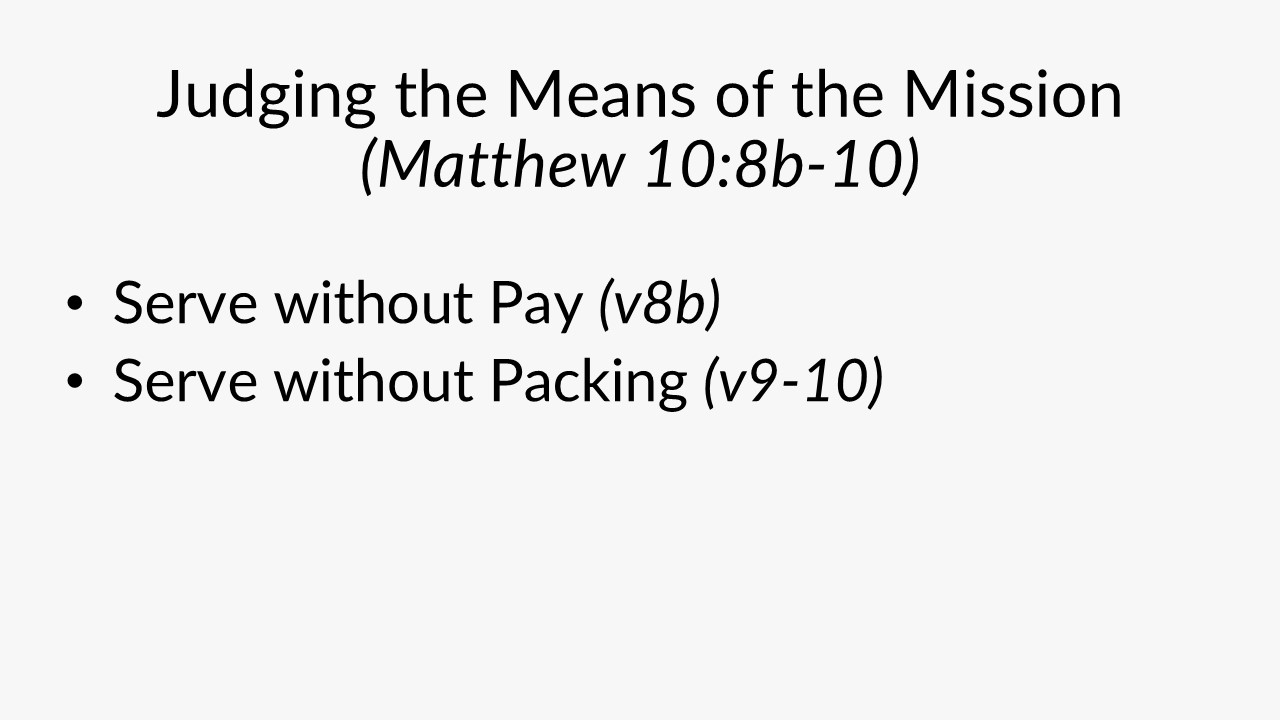 Judging the Means of the Mission
(Matthew 10:8b-10)
• Serve without Pay (v8b)
• Serve without Packing (v9-10)